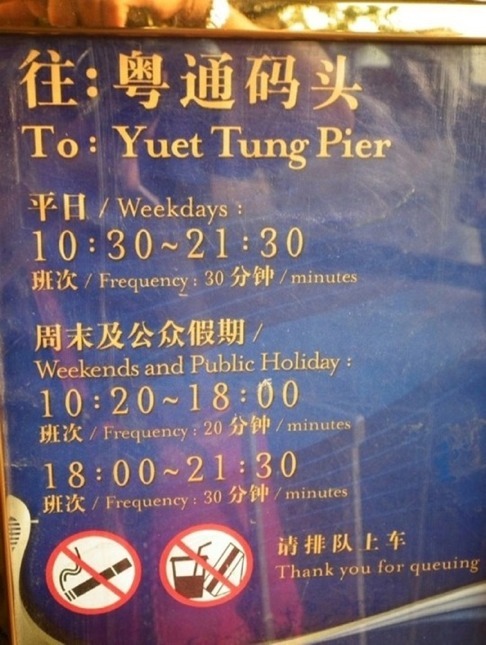 往:粤通码头
To: Yuet Tung Pier
平日 / Weekdays :
10:30~21:30
班次 / Frequency : 30 分钟 / minutes
周末及公众假期 /
Weekends and Public Holiday :
10:20~18:00
班次 / Frequency : 20 分钟 / minutes
18:00~21:30
班次 / Frequency : 30 分钟 / minutes
请排队上车
Thank you for queuing